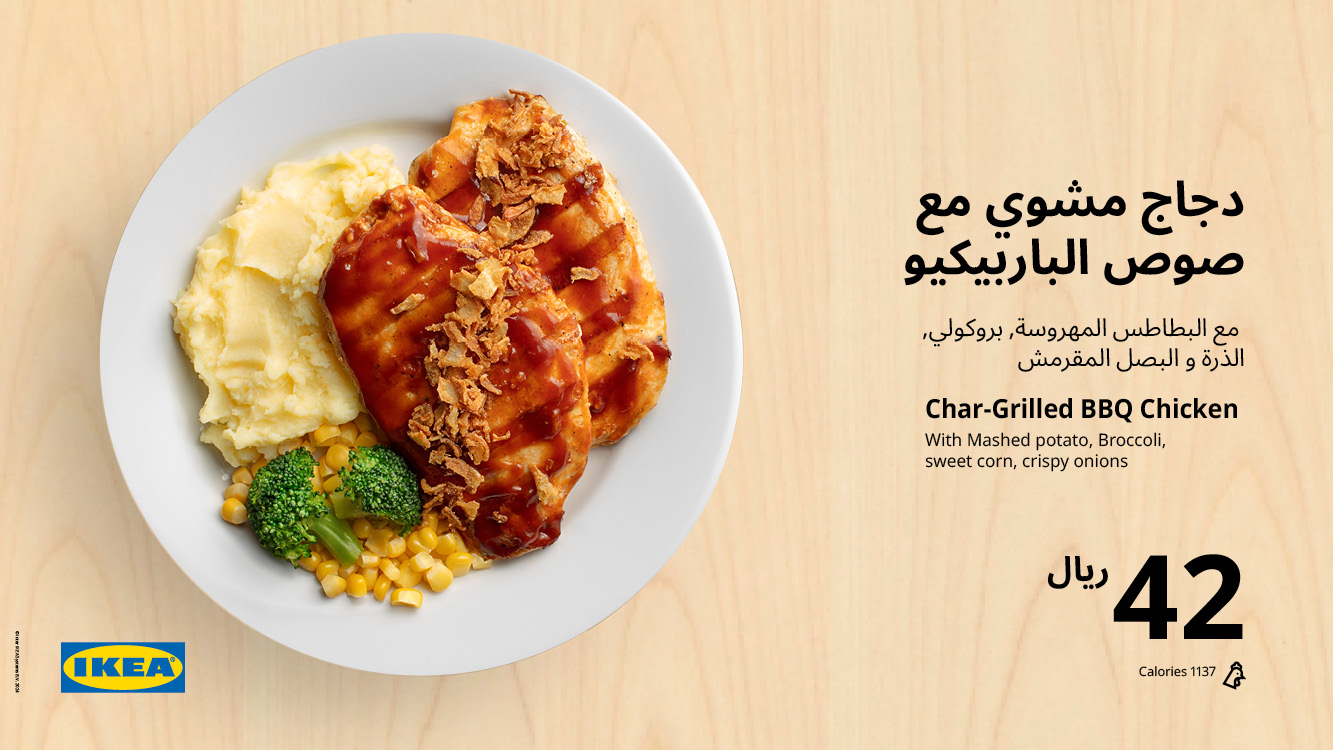 دجاج مشوي مع
صوص الباربيكيو
مع البطاطس المهروسة, بروكولي,
الذرة و البصل المقرمش
Char-Grilled BBQ Chicken
With Mashed potato, Broccoli,
sweet corn, crispy onions
42 ريال
Calories 1137
IKEA®